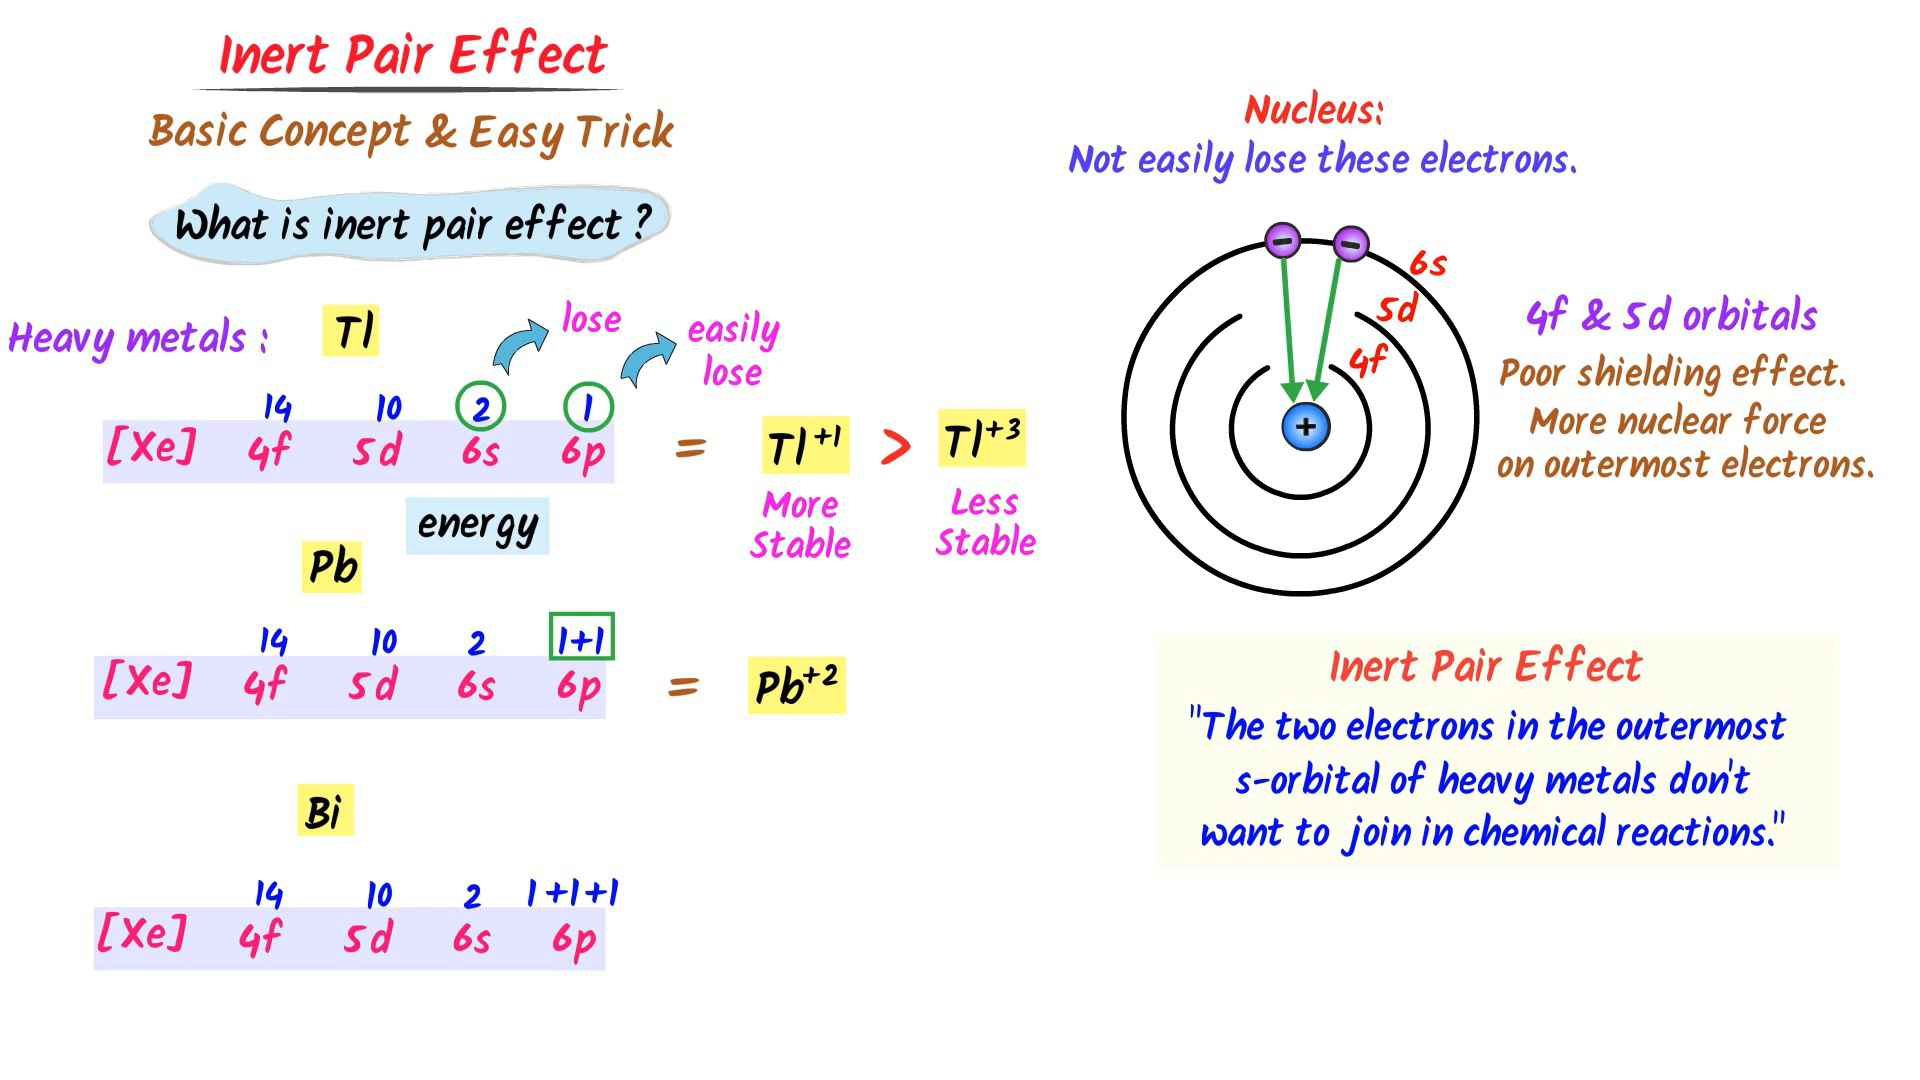 Inert Pair Effect
Basic Concept & Easy Trick
What is inert pair effect ?
Heavy metals :
Tl
lose
easily
lose
14 10 2 1
[Xe] 4f 5d 6s 6p = Tl+1 > Tl+3
More
Stable
Less
Stable
energy
Pb
14 10 2 1+1
[Xe] 4f 5d 6s 6p = Pb+2
Bi
14 10 2 1+1+1
[Xe] 4f 5d 6s 6p
Nucleus:
Not easily lose these electrons.
− −
6s
5d
4f
+
4f & 5d orbitals
Poor shielding effect.
More nuclear force
on outermost electrons.
Inert Pair Effect
"The two electrons in the outermost
s-orbital of heavy metals don't
want to join in chemical reactions."